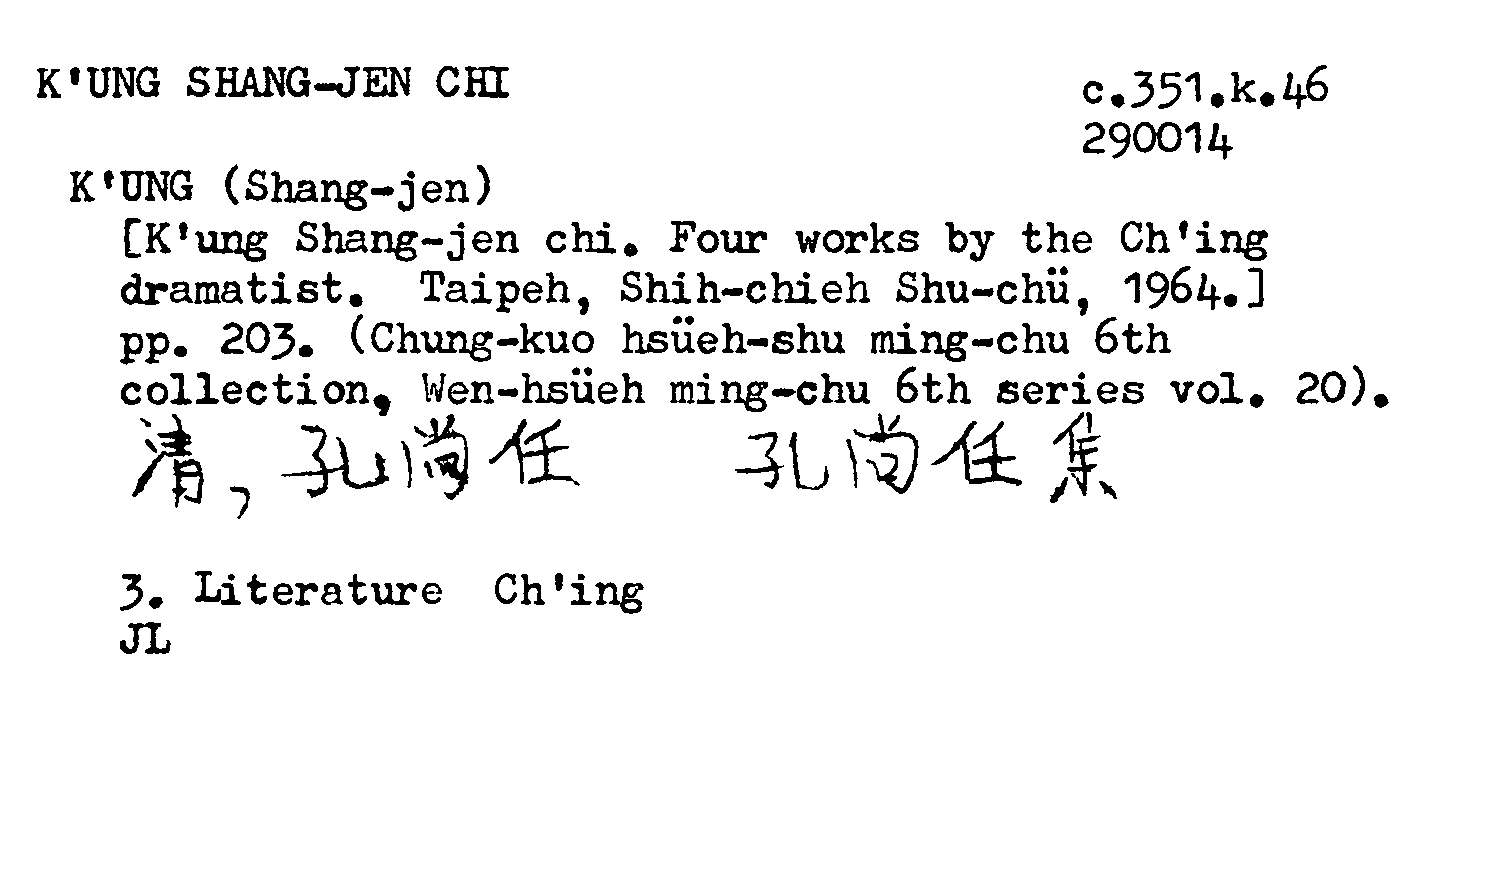 K'UNG SHANG-JEN CHI
c.351.k.46
290014
K'UNG (Shang-jen)
[K'ung Shang-jen chi. Four works by the Ch'ing
dramatist. Taipeh, Shih-chieh Shu-chü, 1964.]
pp. 203. (Chung-kuo hsüeh-shu ming-chu 6th
collection, Wen-hsüeh ming-chu 6th series vol. 20).
清, 孔尚任 孔尚任集
3. Literature Ch'ing
JL